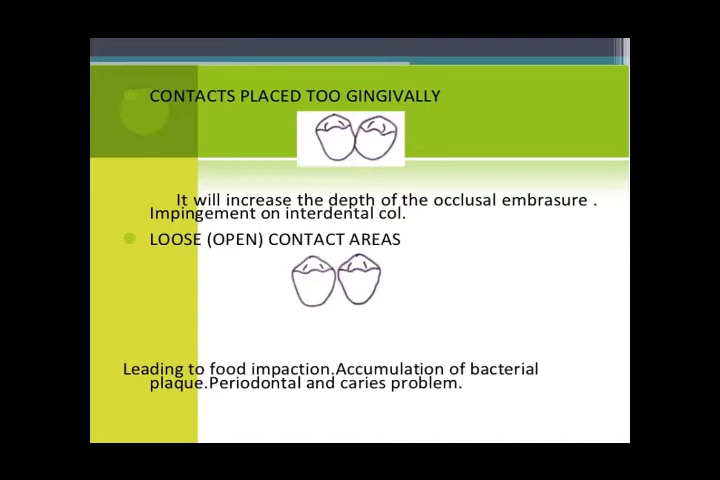 CONTACTS PLACED TOO GINGIVALLY
It will increase the depth of the occlusal embrasure .
Impingement on interdental col.
LOOSE (OPEN) CONTACT AREAS
Leading to food impaction.Accumulation of bacterial
plaque.Periodontal and caries problem.